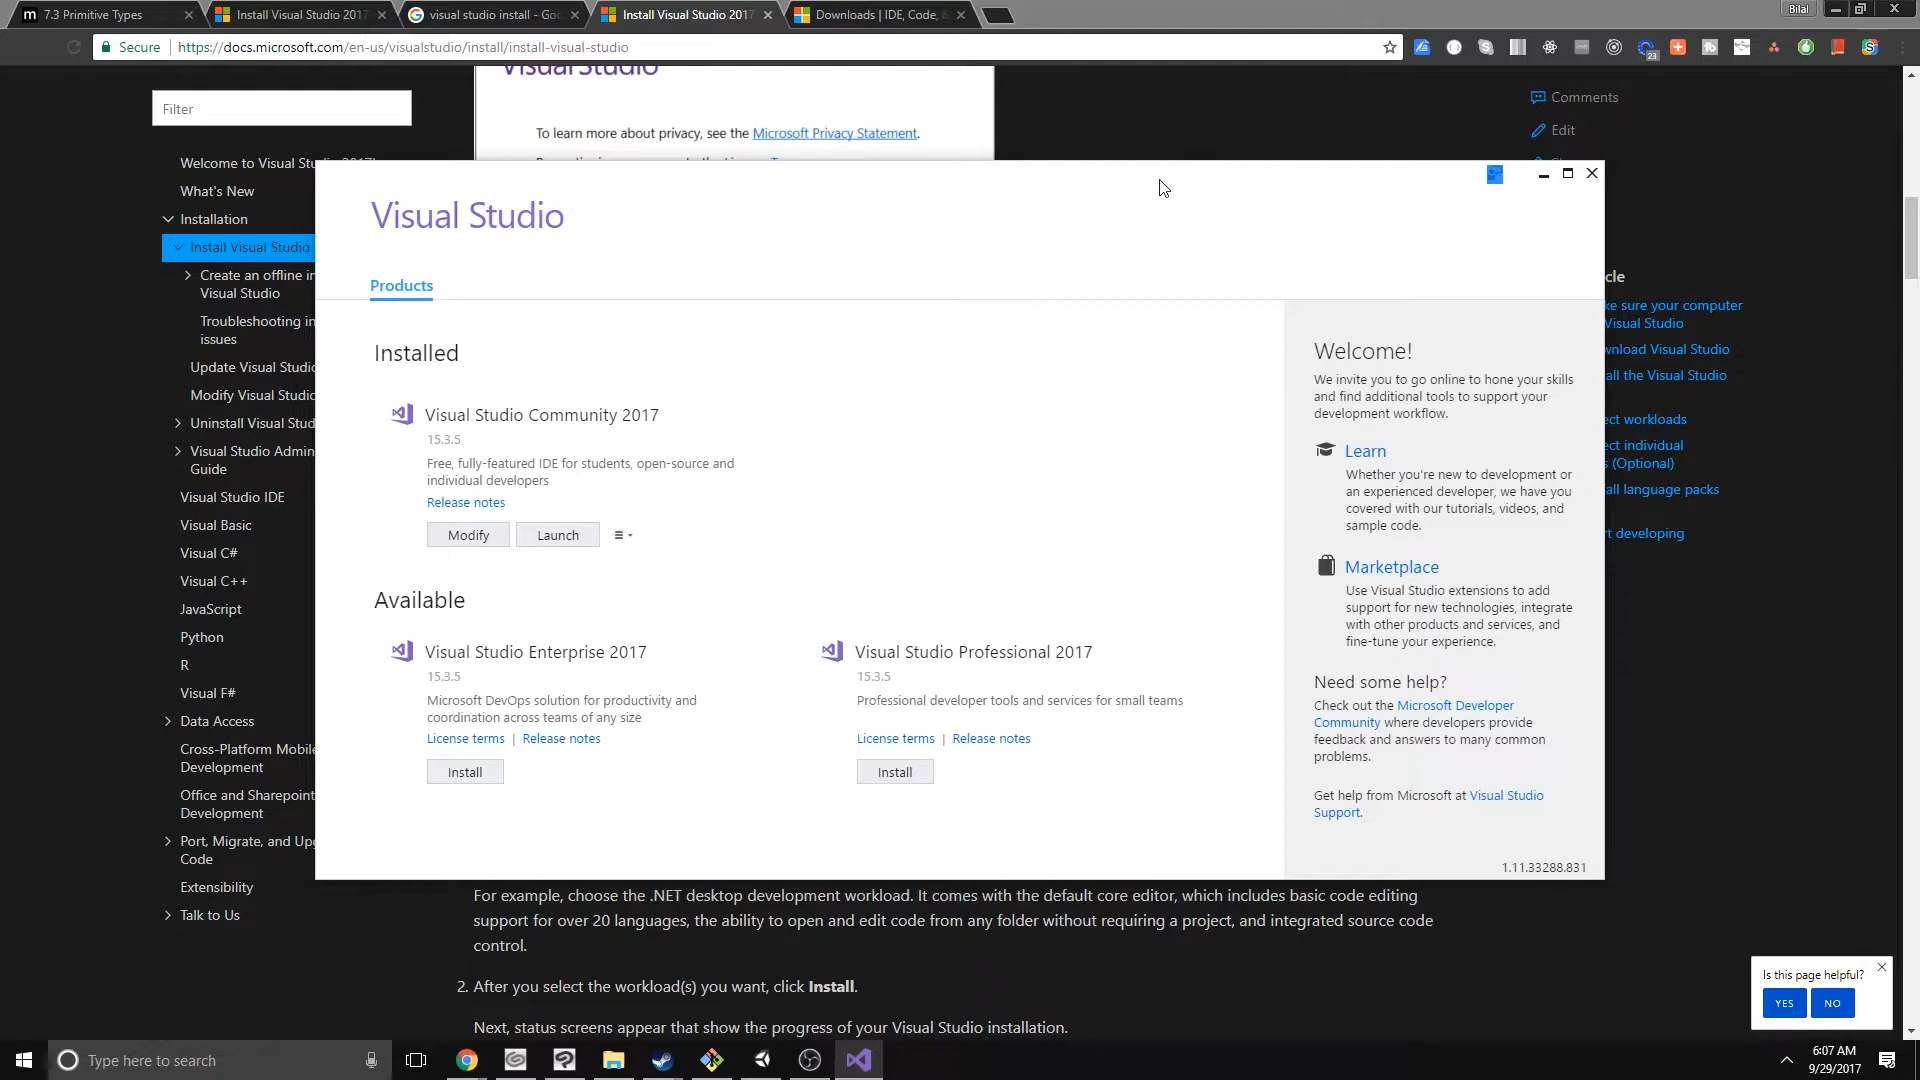 7.3 Primitive Types
Install Visual Studio 2017
visual studio install - Goo
Install Visual Studio 2017
Downloads | IDE, Code, &
Bilal
Secure
https://docs.microsoft.com/en-us/visualstudio/install/install-visual-studio
23
Visual Studio
Filter
To learn more about privacy, see the Microsoft Privacy Statement.
Comments
Edit
Welcome to Visual Studio 2017!
What's New
Installation
Install Visual Studio
Create an offline in
Visual Studio
Troubleshooting in
issues
Update Visual Studio
Modify Visual Studio
Uninstall Visual Stud
Visual Studio Admin
Guide
Visual Studio IDE
Visual Basic
Visual C#
Visual C++
JavaScript
Python
R
Visual F#
Data Access
Cross-Platform Mobile
Development
Office and Sharepoint
Development
Port, Migrate, and Upg
Code
Extensibility
Talk to Us
Visual Studio
Products
Installed
Visual Studio Community 2017
15.3.5
Free, fully-featured IDE for students, open-source and
individual developers
Release notes
Modify
Launch
Available
Visual Studio Enterprise 2017
15.3.5
Microsoft DevOps solution for productivity and
coordination across teams of any size
License terms | Release notes
Install
Visual Studio Professional 2017
15.3.5
Professional developer tools and services for small teams
License terms | Release notes
Install
Welcome!
We invite you to go online to hone your skills
and find additional tools to support your
development workflow.
Learn
Whether you're new to development or
an experienced developer, we have you
covered with our tutorials, videos, and
sample code.
Marketplace
Use Visual Studio extensions to add
support for new technologies, integrate
with other products and services, and
fine-tune your experience.
Need some help?
Check out the Microsoft Developer
Community where developers provide
feedback and answers to many common
problems.
Get help from Microsoft at Visual Studio
Support.
1.11.33288.831
cle
ke sure your computer
Visual Studio
wnload Visual Studio
all the Visual Studio
ect workloads
ect individual
s (Optional)
all language packs
rt developing
For example, choose the .NET desktop development workload. It comes with the default core editor, which includes basic code editing
support for over 20 languages, the ability to open and edit code from any folder without requiring a project, and integrated source code
control.
2. After you select the workload(s) you want, click Install.
Next, status screens appear that show the progress of your Visual Studio installation.
Is this page helpful?
YES
NO
Type here to search
6:07 AM
9/29/2017